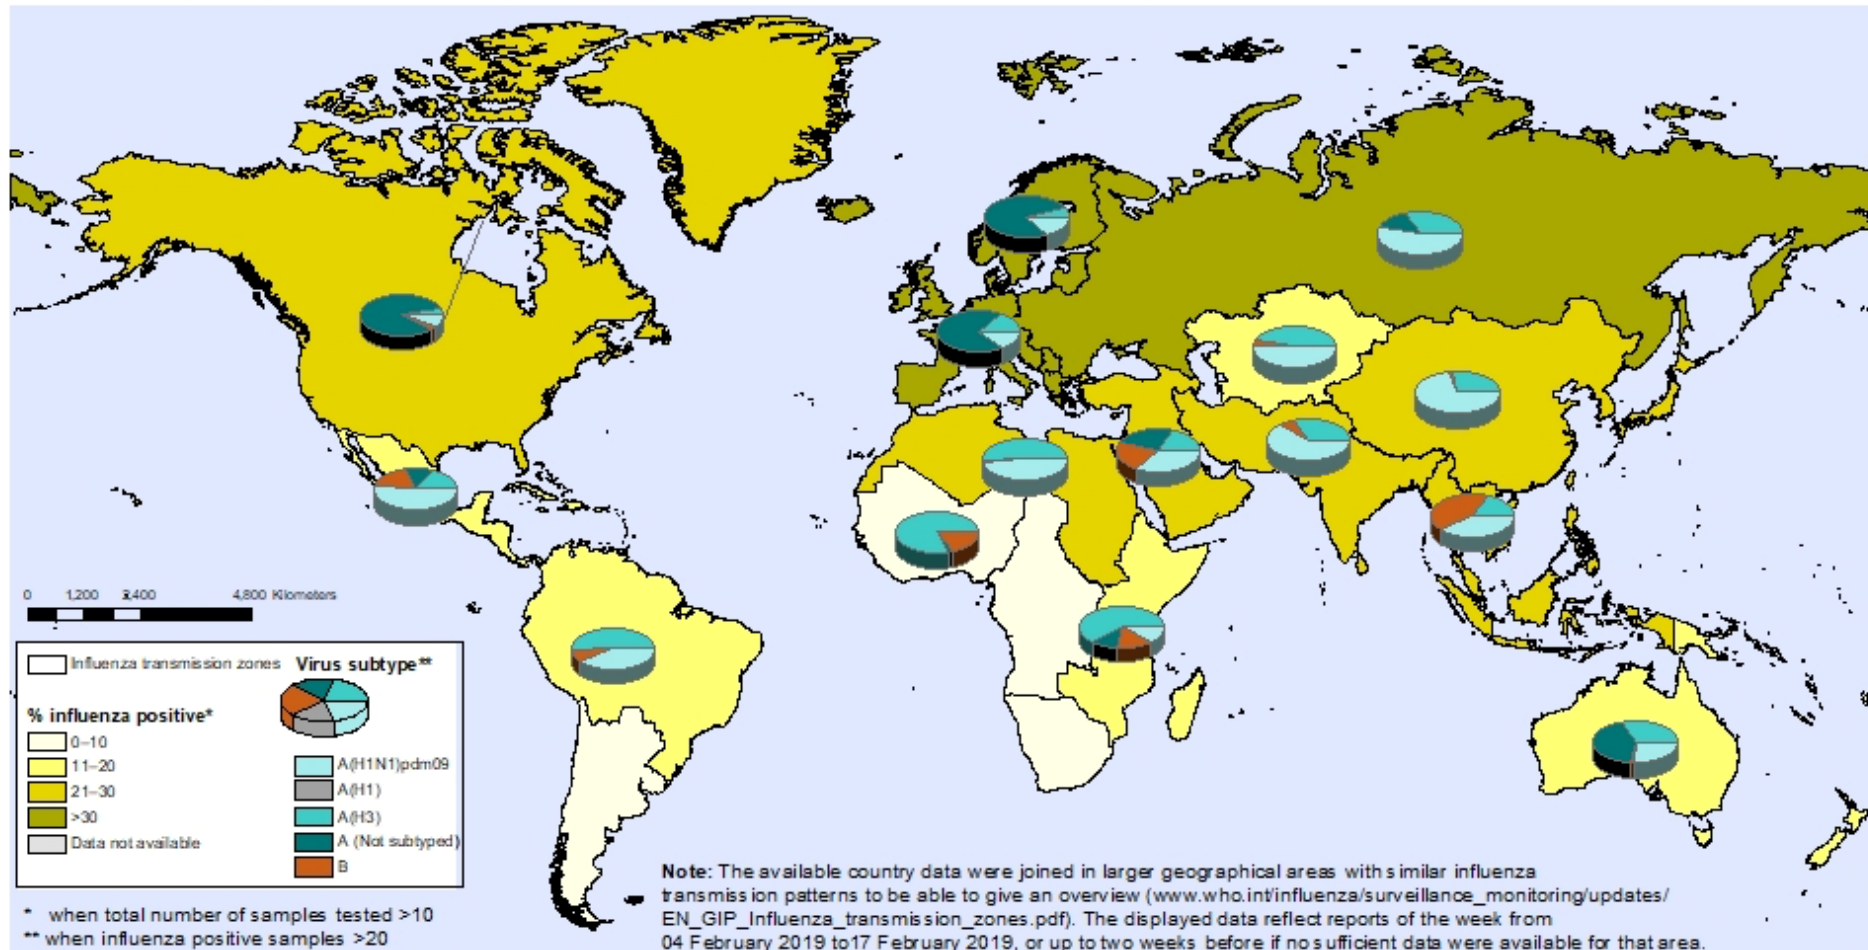 0 1,200 2,400 4,800 Kilometers
Influenza transmission zones
Virus subtype**
% influenza positive*
0–10
11–20
21–30
>30
Data not available
A(H1N1)pdm09
A(H1)
A(H3)
A (Not subtyped)
B
* when total number of samples tested >10
** when influenza positive samples >20
Note: The available country data were joined in larger geographical areas with similar influenza
transmission patterns to be able to give an overview (www.who.int/influenza/surveillance_monitoring/updates/
EN_GIP_Influenza_transmission_zones.pdf). The displayed data reflect reports of the week from
04 February 2019 to17 February 2019, or up to two weeks before if no sufficient data were available for that area.